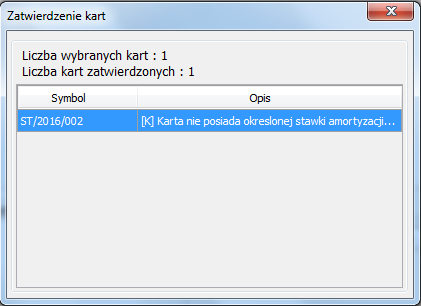 Zatwierdzenie kart
Liczba wybranych kart : 1
Liczba kart zatwierdzonych : 1
Symbol Opis
ST/2016/002 [K] Karta nie posiada okreslonej stawki amortyzacji...